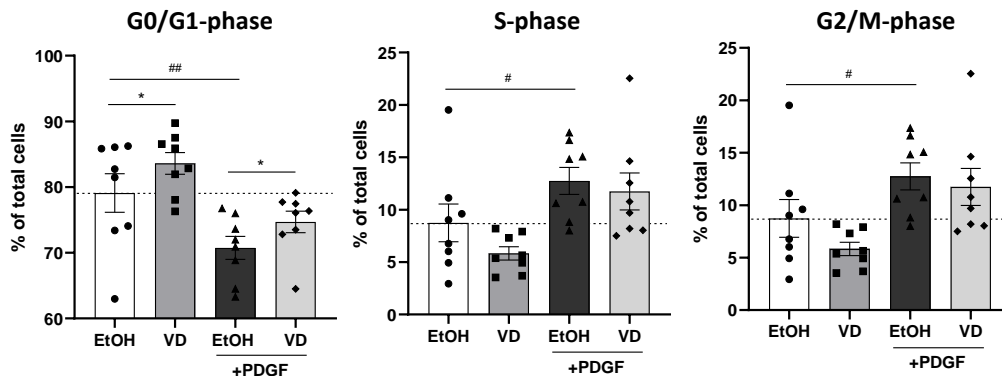 G0/G1-phase
% of total cells
100
90
80
70
60
##
*
*
EtOH VD EtOH VD
+PDGF
S-phase
% of total cells
25
20
15
10
5
0
#
EtOH VD EtOH VD
+PDGF
G2/M-phase
% of total cells
25
20
15
10
5
0
#
EtOH VD EtOH VD
+PDGF